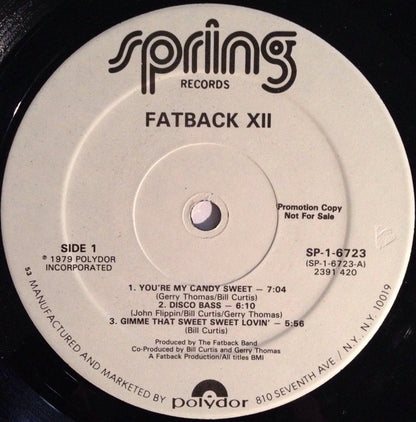 spring
RECORDS
FATBACK XII
Promotion Copy
Not For Sale
SIDE 1
℗ 1979 POLYDOR
INCORPORATED
SP-1-6723
(SP-1-6723-A)
2391 420
1. YOU'RE MY CANDY SWEET — 7:04
(Gerry Thomas/Bill Curtis)
2. DISCO BASS — 6:10
(John Flippin/Bill Curtis)
3. GIMME THAT SWEET SWEET LOVIN' — 5:56
(Bill Curtis)
Produced by The Fatback Band
Co-Produced by Bill Curtis and Gerry Thomas
A Fatback Production/All titles BMI
53 MANUFACTURED AND MARKETED BY polydor 810 SEVENTH AVE / N.Y., N.Y. 10019